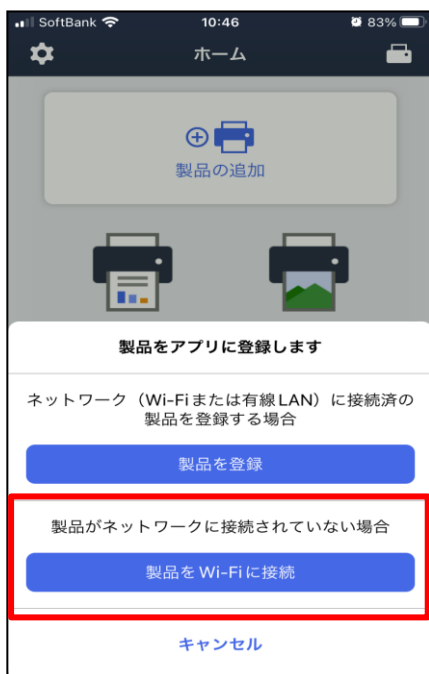 SoftBank 10:46 83%
ホーム
製品の追加
製品をアプリに登録します
ネットワーク（Wi-Fiまたは有線LAN）に接続済の
製品を登録する場合
製品を登録
製品がネットワークに接続されていない場合
製品をWi-Fiに接続
キャンセル